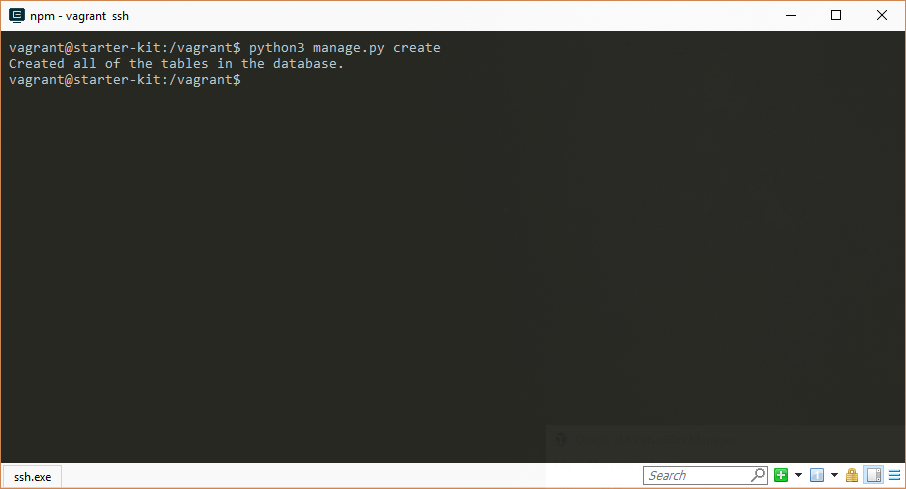 npm - vagrant ssh
vagrant@starter-kit:/vagrant$ python3 manage.py create
Created all of the tables in the database.
vagrant@starter-kit:/vagrant$
ssh.exe
Search